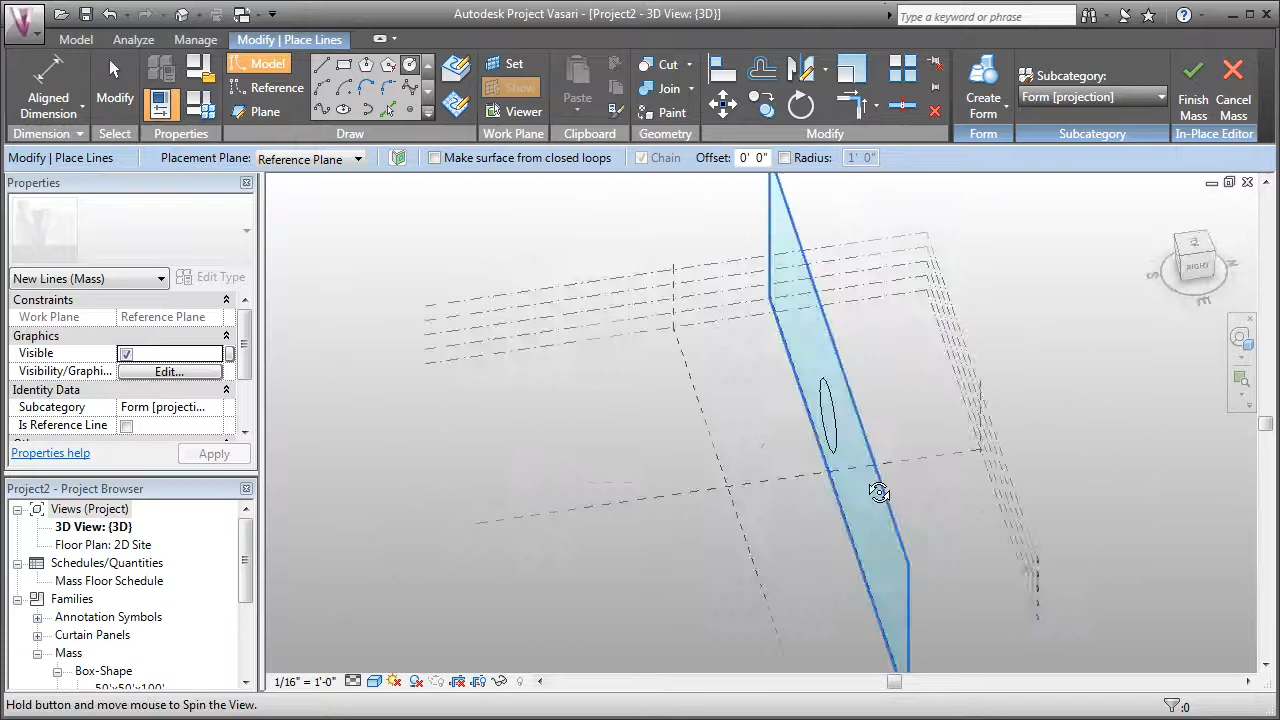 Autodesk Project Vasari - [Project2 - 3D View: {3D}]
Type a keyword or phrase
Model Analyze Manage Modify | Place Lines
Aligned Dimension
Modify
Model
Reference
Plane
Set
Show
Viewer
Paste
Cut
Join
Paint
Create Form
Subcategory:
Form [projection]
Finish Mass
Cancel Mass
Dimension Select Properties Draw Work Plane Clipboard Geometry Modify Form Subcategory In-Place Editor
Modify | Place Lines Placement Plane: Reference Plane Make surface from closed loops Chain Offset: 0' 0" Radius: 1' 0"
Properties
New Lines (Mass) Edit Type
Constraints
Work Plane Reference Plane
Graphics
Visible
Visibility/Graphi... Edit...
Identity Data
Subcategory Form [projecti...
Is Reference Line
Properties help Apply
Project2 - Project Browser
Views (Project)
3D View: {3D}
Floor Plan: 2D Site
Schedules/Quantities
Mass Floor Schedule
Families
Annotation Symbols
Curtain Panels
Mass
Box-Shape
50'x50'x100'
RIGHT
S
E
1/16" = 1'-0"
Hold button and move mouse to Spin the View.
:0